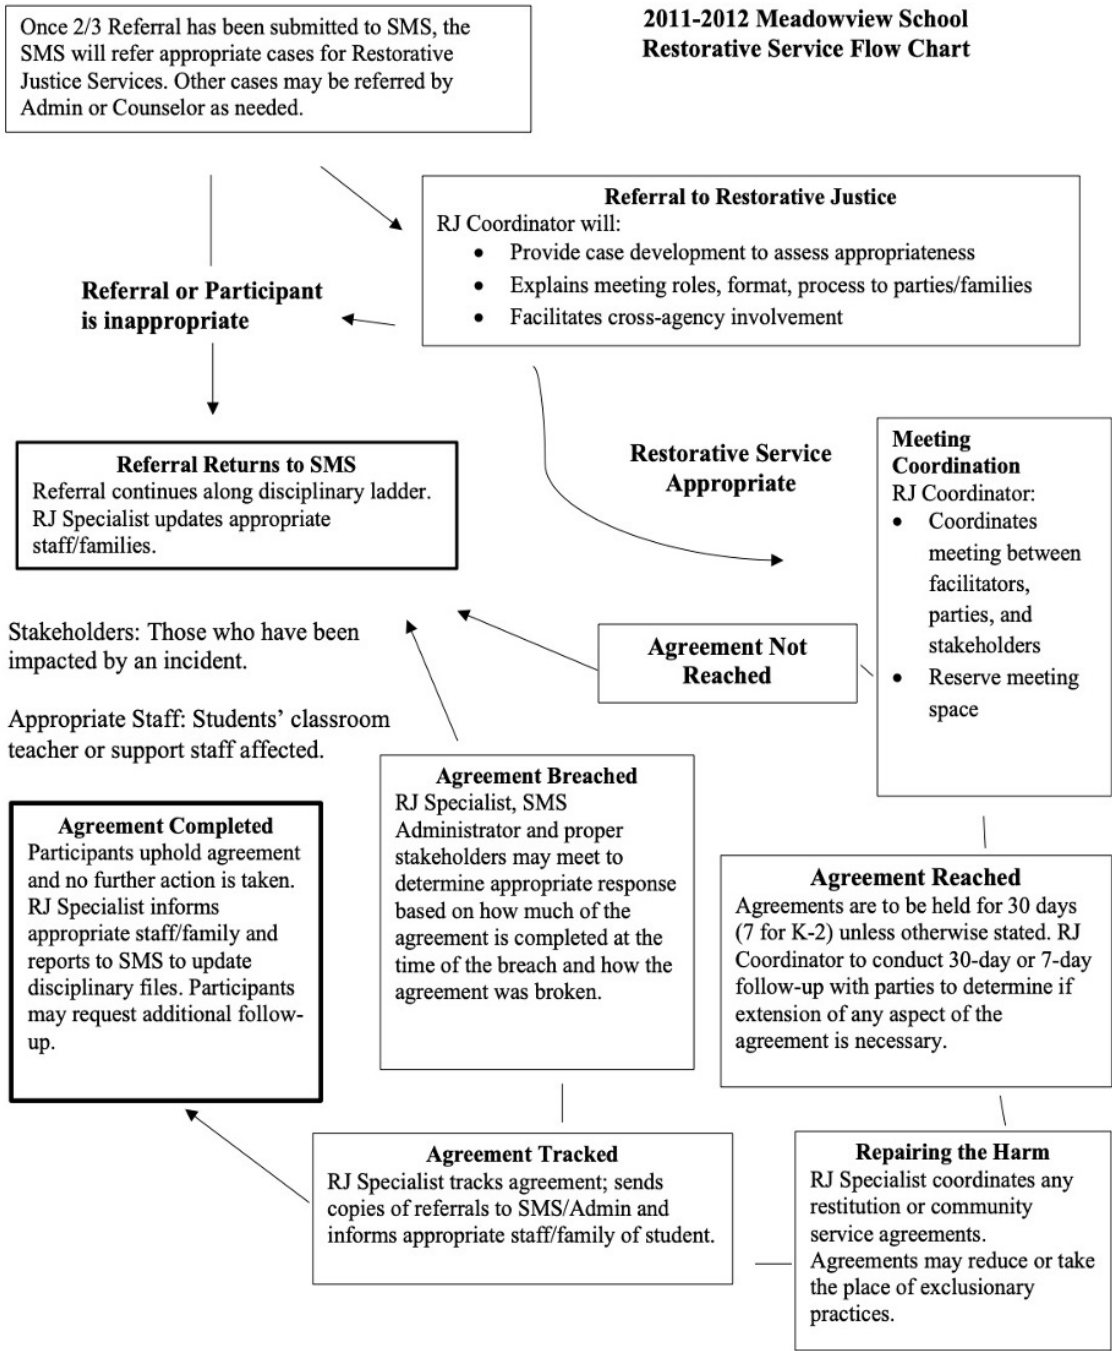 Once 2/3 Referral has been submitted to SMS, the
SMS will refer appropriate cases for Restorative
Justice Services. Other cases may be referred by
Admin or Counselor as needed.
2011-2012 Meadowview School
Restorative Service Flow Chart
Referral to Restorative Justice
RJ Coordinator will:
• Provide case development to assess appropriateness
• Explains meeting roles, format, process to parties/families
• Facilitates cross-agency involvement
Referral or Participant
is inappropriate
Referral Returns to SMS
Referral continues along disciplinary ladder.
RJ Specialist updates appropriate
staff/families.
Restorative Service
Appropriate
Meeting
Coordination
RJ Coordinator:
• Coordinates
meeting between
facilitators,
parties, and
stakeholders
• Reserve meeting
space
Stakeholders: Those who have been
impacted by an incident.
Appropriate Staff: Students’ classroom
teacher or support staff affected.
Agreement Not
Reached
Agreement Breached
RJ Specialist, SMS
Administrator and proper
stakeholders may meet to
determine appropriate response
based on how much of the
agreement is completed at the
time of the breach and how the
agreement was broken.
Agreement Completed
Participants uphold agreement
and no further action is taken.
RJ Specialist informs
appropriate staff/family and
reports to SMS to update
disciplinary files. Participants
may request additional follow-
up.
Agreement Reached
Agreements are to be held for 30 days
(7 for K-2) unless otherwise stated. RJ
Coordinator to conduct 30-day or 7-day
follow-up with parties to determine if
extension of any aspect of the
agreement is necessary.
Agreement Tracked
RJ Specialist tracks agreement; sends
copies of referrals to SMS/Admin and
informs appropriate staff/family of student.
Repairing the Harm
RJ Specialist coordinates any
restitution or community
service agreements.
Agreements may reduce or take
the place of exclusionary
practices.